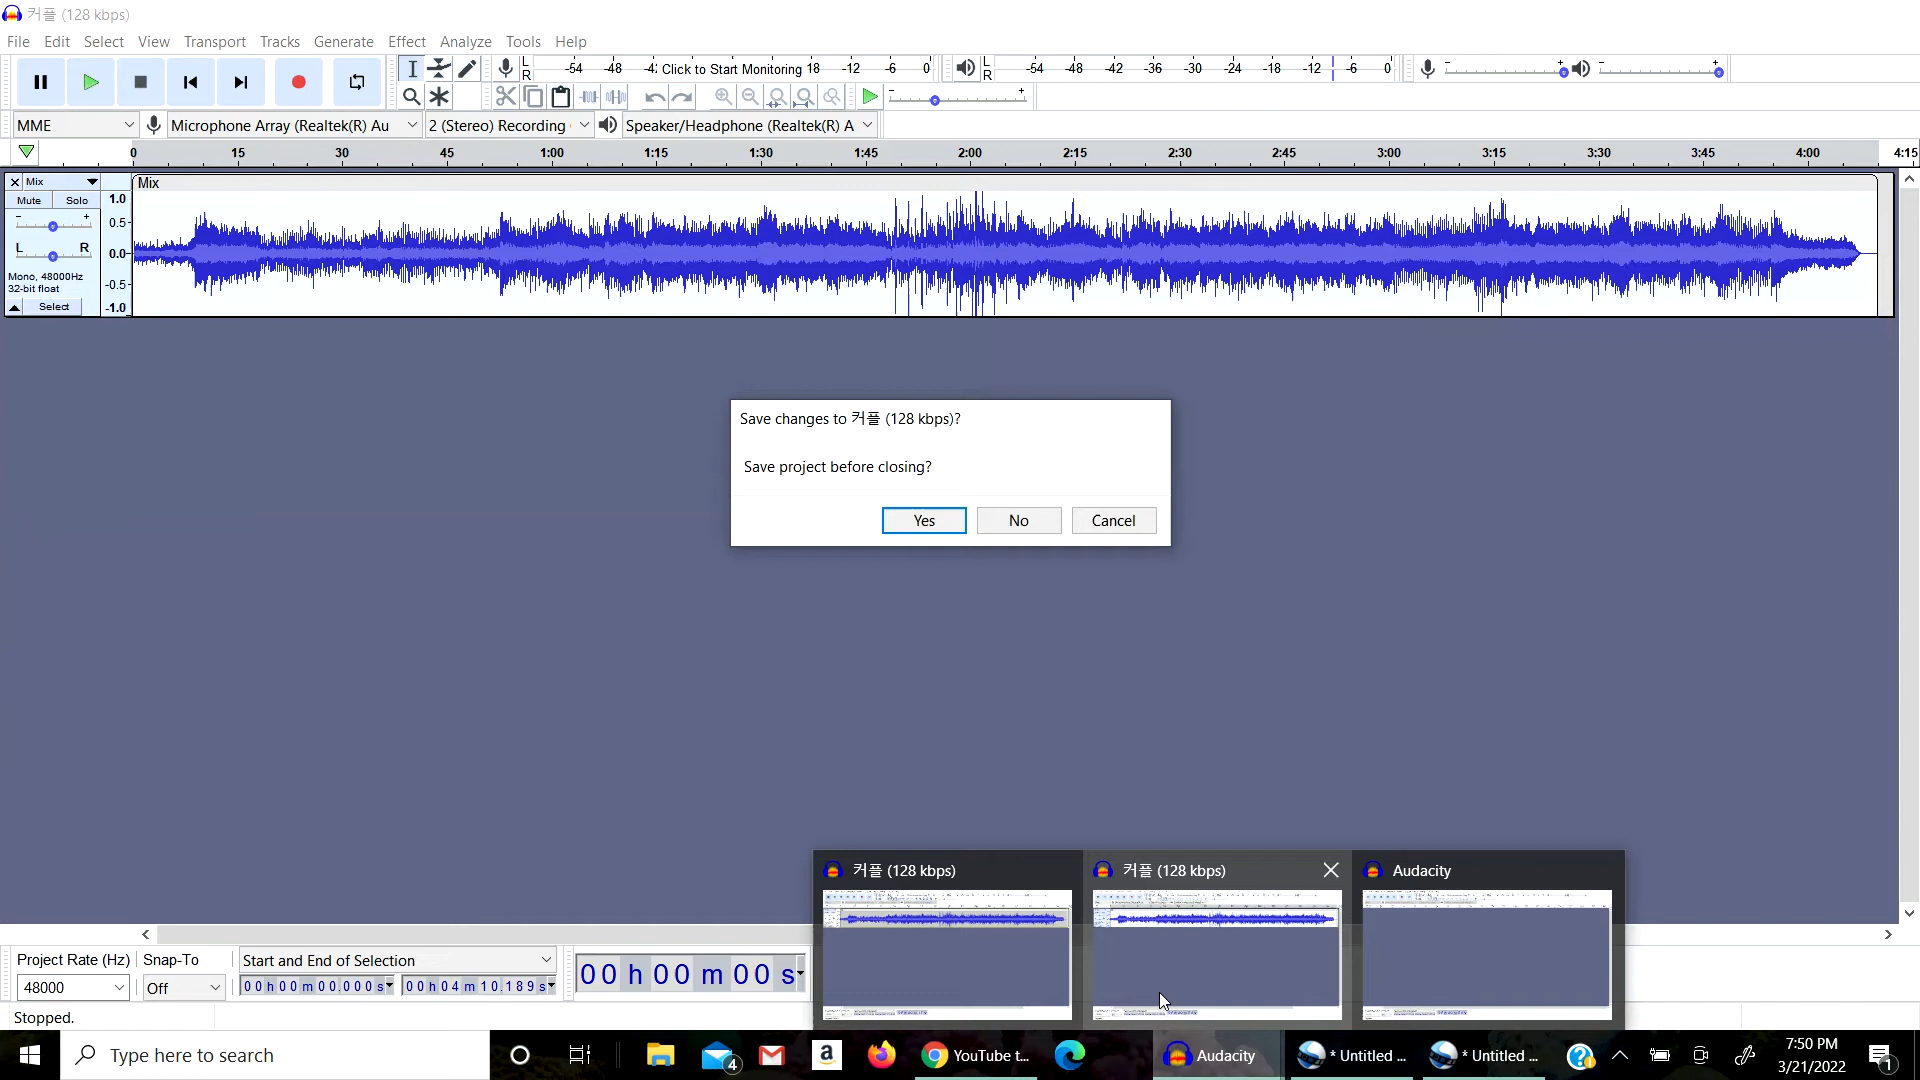 커플 (128 kbps)
File Edit Select View Transport Tracks Generate Effect Analyze Tools Help
L R -54 -48 -4 Click to Start Monitoring 18 -12 -6 0 L R -54 -48 -42 -36 -30 -24 -18 -12 -6 0
MME Microphone Array (Realtek(R) Au 2 (Stereo) Recording Speaker/Headphone (Realtek(R) A
0 15 30 45 1:00 1:15 1:30 1:45 2:00 2:15 2:30 2:45 3:00 3:15 3:30 3:45 4:00 4:15
Mix 1.0 Mix
Mute Solo
0.5
L R 0.0
Mono, 48000Hz
32-bit float -0.5
Select -1.0
Save changes to 커플 (128 kbps)?
Save project before closing?
Yes No Cancel
커플 (128 kbps) 커플 (128 kbps) Audacity
Project Rate (Hz) Snap-To Start and End of Selection
48000 Off 00 h 00 m 00.000 s 00 h 04 m 10.189 s 00 h 00 m 00 s
Stopped.
Type here to search 4 a YouTube t... Audacity * Untitled ... * Untitled ... 7:50 PM
3/21/2022 1